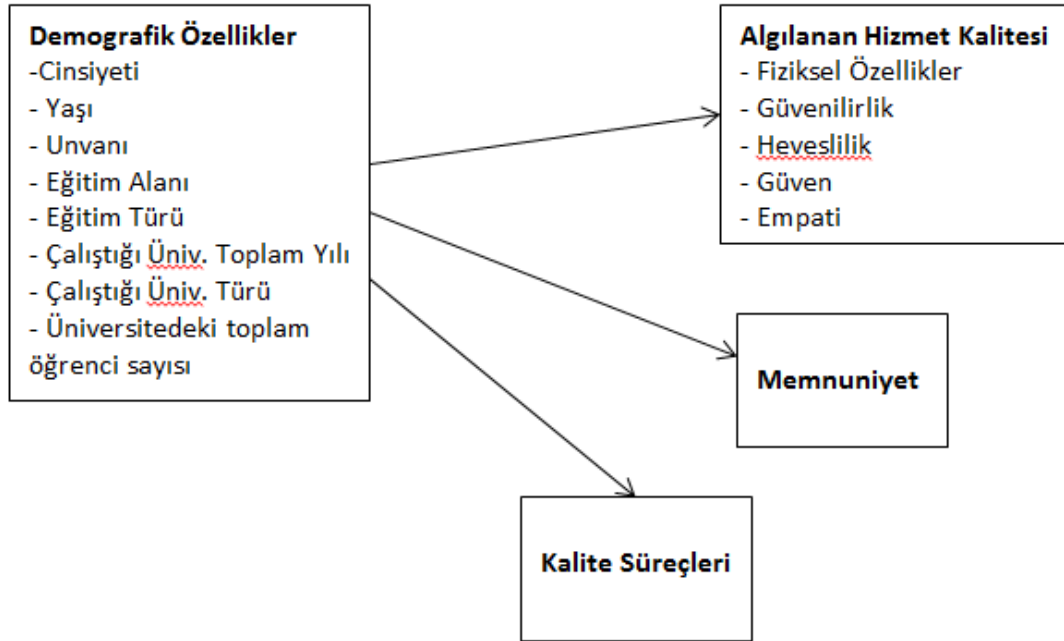 Demografik Özellikler
-Cinsiyeti
- Yaşı
- Unvanı
- Eğitim Alanı
- Eğitim Türü
- Çalıştığı Üniv. Toplam Yılı
- Çalıştığı Üniv. Türü
- Üniversitedeki toplam
öğrenci sayısı
Algılanan Hizmet Kalitesi
- Fiziksel Özellikler
- Güvenilirlik
- Heveslilik
- Güven
- Empati
Memnuniyet
Kalite Süreçleri